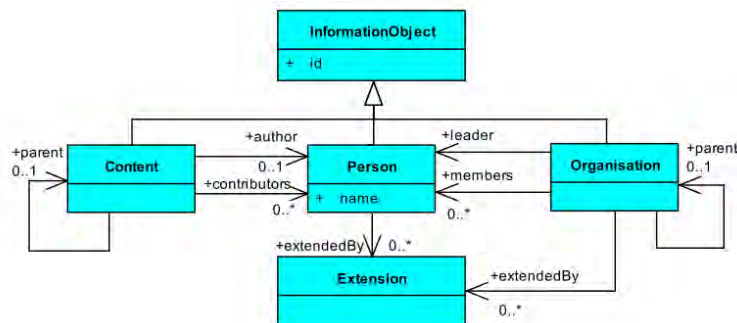 InformationObject
+ id
+parent
0..1
Content
+author
0..1
+contributors
0..*
Person
+ name
+leader
+members
0..*
Organisation
+parent
0..1
+extendedBy
0..*
Extension
+extendedBy
0..*